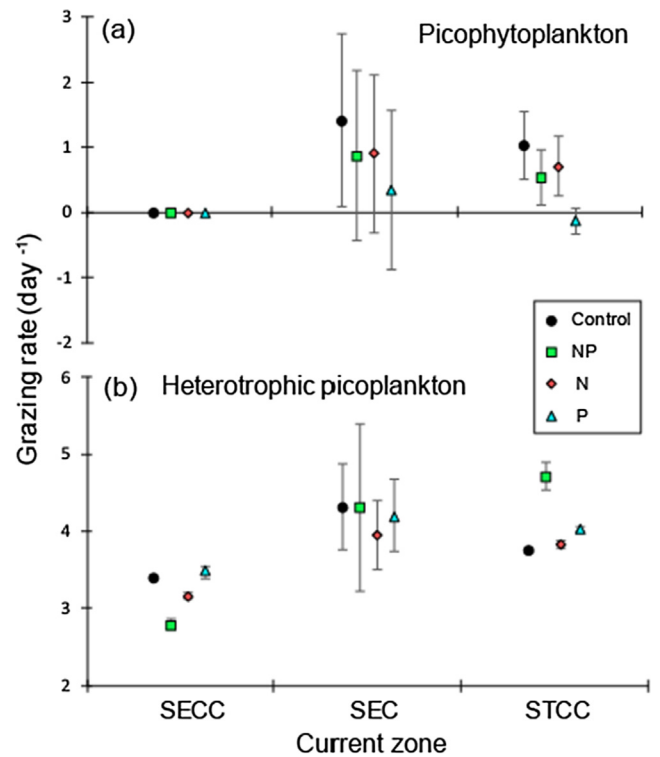 (a) Picophytoplankton
3
2
1
0
-1
-2
Grazing rate (day -1)
Control
NP
N
P
(b) Heterotrophic picoplankton
6
5
4
3
2
SECC SEC STCC
Current zone